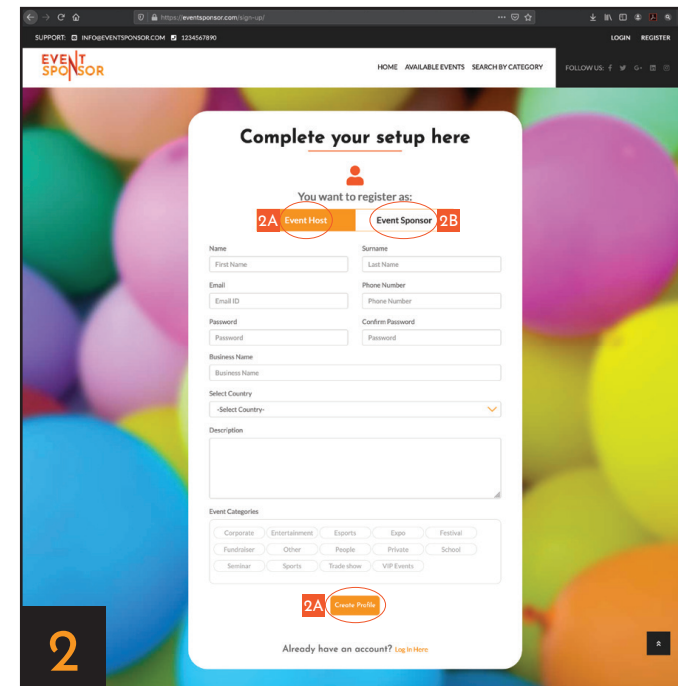 https://eventsponsor.com/sign-up/
SUPPORT: INFO@EVENTSPONSOR.COM 1234567890 LOGIN REGISTER
EVENT
SPONSOR
HOME AVAILABLE EVENTS SEARCH BY CATEGORY FOLLOW US:
Complete your setup here
You want to register as:
2A Event Host Event Sponsor 2B
Name Surname
First Name Last Name
Email Phone Number
Email ID Phone Number
Password Confirm Password
Password Password
Business Name
Business Name
Select Country
-Select Country-
Description
Event Categories
Corporate Entertainment Esports Expo Festival
Fundraiser Other People Private School
Seminar Sports Trade show VIP Events
2A Create Profile
Already have an account? Log In Here
2